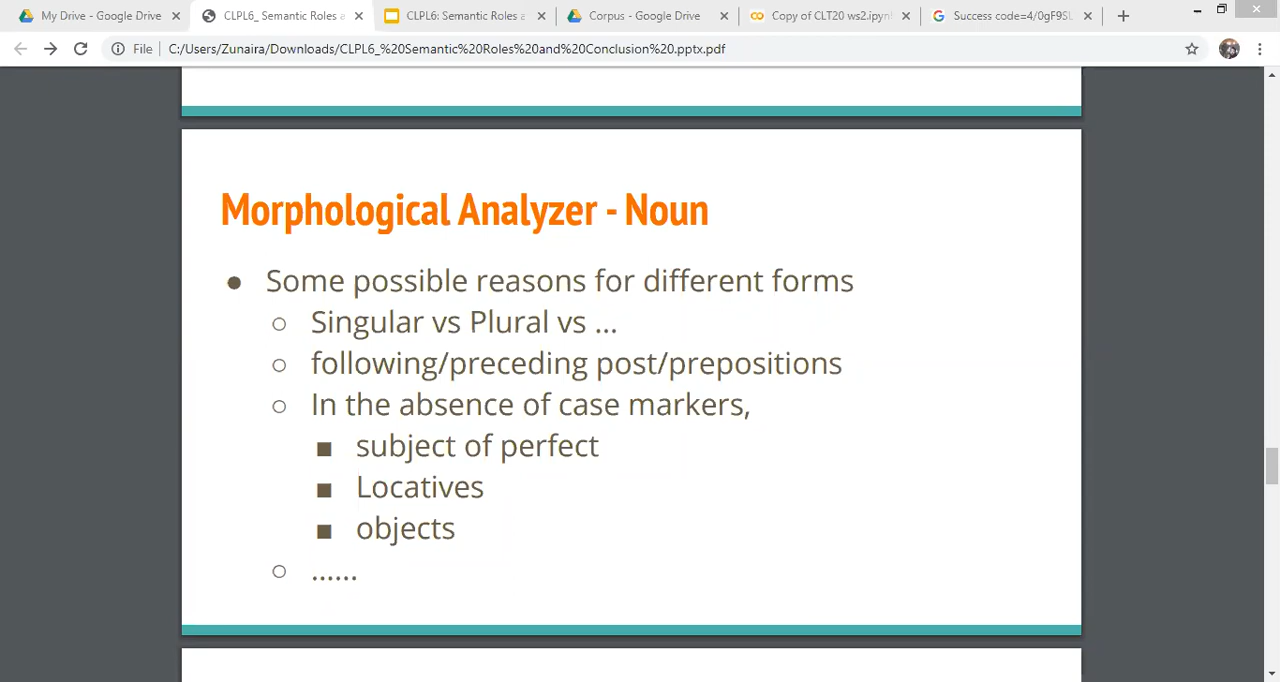 My Drive - Google Drive
CLPL6_ Semantic Roles a
CLPL6: Semantic Roles a
Corpus - Google Drive
Copy of CLT20 ws2.ipyn
Success code=4/0gF9SU
File
C:/Users/Zunaira/Downloads/CLPL6_%20Semantic%20Roles%20and%20Conclusion%20.pptx.pdf
Morphological Analyzer - Noun
● Some possible reasons for different forms
○ Singular vs Plural vs ...
○ following/preceding post/prepositions
○ In the absence of case markers,
■ subject of perfect
■ Locatives
■ objects
○ ......